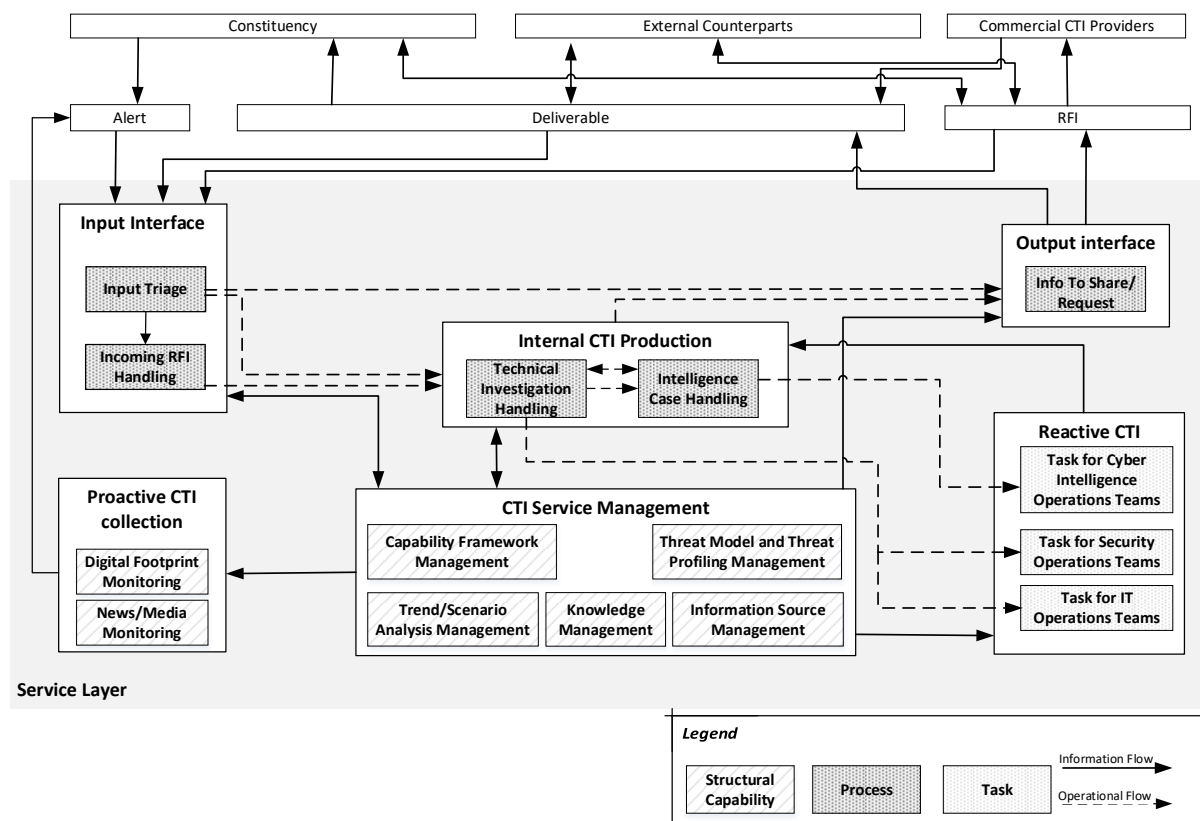 Constituency
External Counterparts
Commercial CTI Providers
Alert
Deliverable
RFI
Input Interface
Input Triage
Incoming RFI
Handling
Output interface
Info To Share/
Request
Internal CTI Production
Technical
Investigation
Handling
Intelligence
Case Handling
Reactive CTI
Task for Cyber
Intelligence
Operations Teams
Task for Security
Operations Teams
Task for IT
Operations Teams
Proactive CTI
collection
Digital Footprint
Monitoring
News/Media
Monitoring
CTI Service Management
Capability Framework
Management
Threat Model and Threat
Profiling Management
Trend/Scenario
Analysis Management
Knowledge
Management
Information Source
Management
Service Layer
Legend
Structural
Capability
Process
Task
Information Flow
Operational Flow